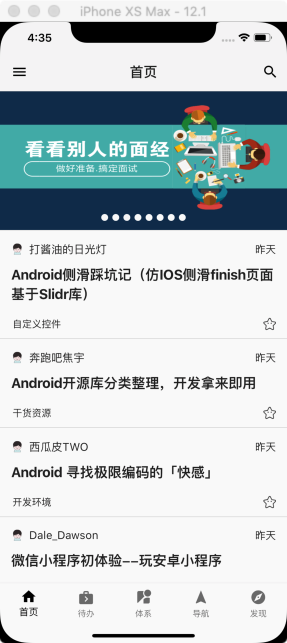 iPhone XS Max - 12.1
4:35
首页
看看别人的面经
做好准备.搞定面试
打酱油的日光灯
昨天
Android侧滑踩坑记（仿IOS侧滑finish页面
基于Slidr库）
自定义控件
奔跑吧焦宇
昨天
Android开源库分类整理，开发拿来即用
干货资源
西瓜皮TWO
昨天
Android 寻找极限编码的「快感」
开发环境
Dale_Dawson
昨天
微信小程序初体验--玩安卓小程序
首页
待办
体系
导航
发现